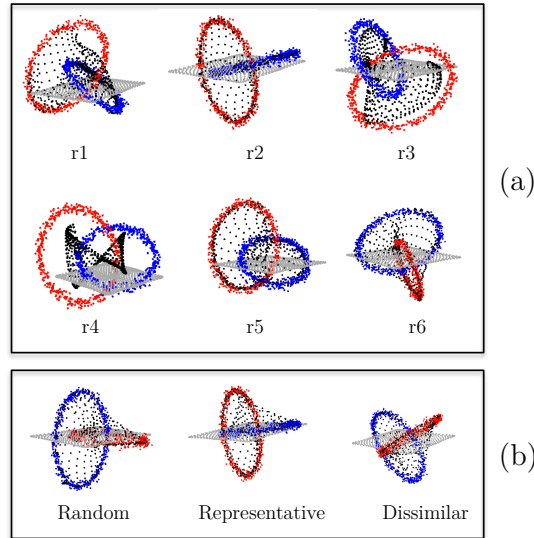 r1 r2 r3
(a)
r4 r5 r6
(b)
Random Representative Dissimilar